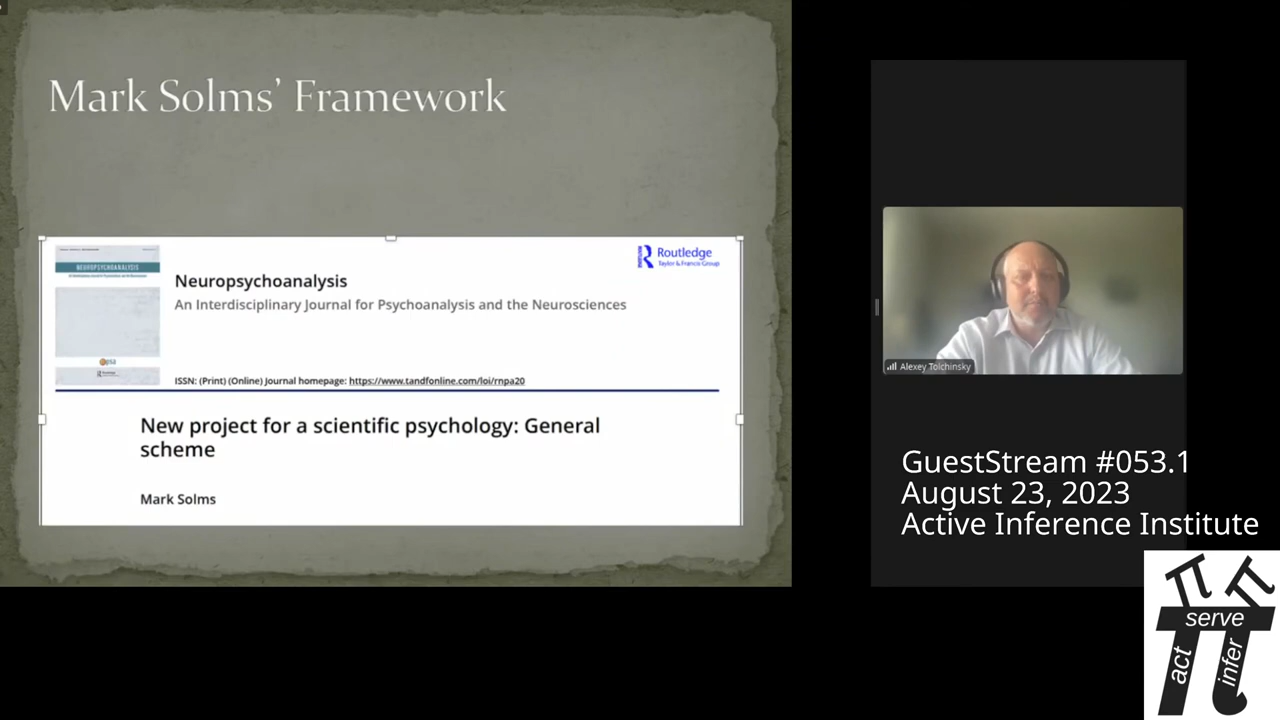 Mark Solms' Framework
NEUROPSYCHOANALYSIS
Routledge
Taylor & Francis Group
Neuropsychoanalysis
An Interdisciplinary Journal for Psychoanalysis and the Neurosciences
ISSN: (Print) (Online) Journal homepage: https://www.tandfonline.com/loi/rnpa20
New project for a scientific psychology: General
scheme
Mark Solms
Alexey Tolchinsky
GuestStream #053.1
August 23, 2023
Active Inference Institute
serve
act
infer